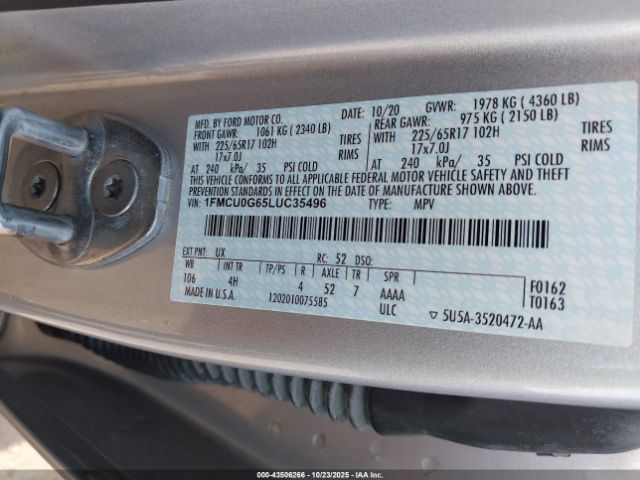 MFD. BY FORD MOTOR CO. DATE: 10/20 GVWR: 1978 KG ( 4360 LB)
FRONT GAWR: 1061 KG ( 2340 LB) REAR GAWR: 975 KG ( 2150 LB)
WITH 225/65R17 102H TIRES WITH 225/65R17 102H TIRES
17x7.0J RIMS 17x7.0J RIMS
AT 240 kPa/ 35 PSI COLD AT 240 kPa/ 35 PSI COLD
THIS VEHICLE CONFORMS TO ALL APPLICABLE FEDERAL MOTOR VEHICLE SAFETY AND THEFT
PREVENTION STANDARDS IN EFFECT ON THE DATE OF MANUFACTURE SHOWN ABOVE.
VIN: 1FMCU0G65LUC35496 TYPE: MPV
EXT PNT: UX RC: 52 DSO:
WB INT TR TP/PS R AXLE TR SPR
106 4H 4 52 7 AAAA F0162
MADE IN U.S.A. 1202010075585 ULC T0163
▽ 5U5A-3520472-AA
© IAA Holdings, LLC
00-43506266 - 10/23/2025 - IAAI.com